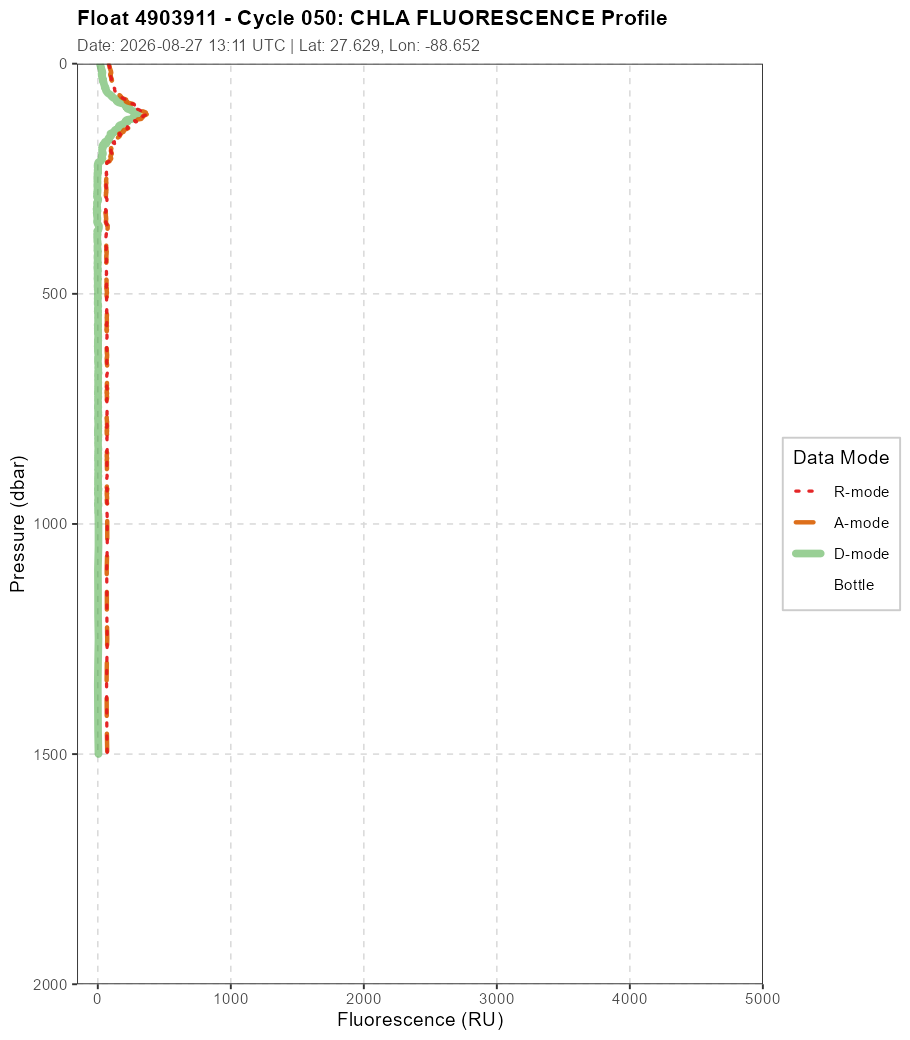 Float 4903911 - Cycle 050: CHLA FLUORESCENCE Profile
Date: 2026-08-27 13:11 UTC | Lat: 27.629, Lon: -88.652
0
500
1000
1500
2000
Pressure (dbar)
0 1000 2000 3000 4000 5000
Fluorescence (RU)
Data Mode
R-mode
A-mode
D-mode
Bottle